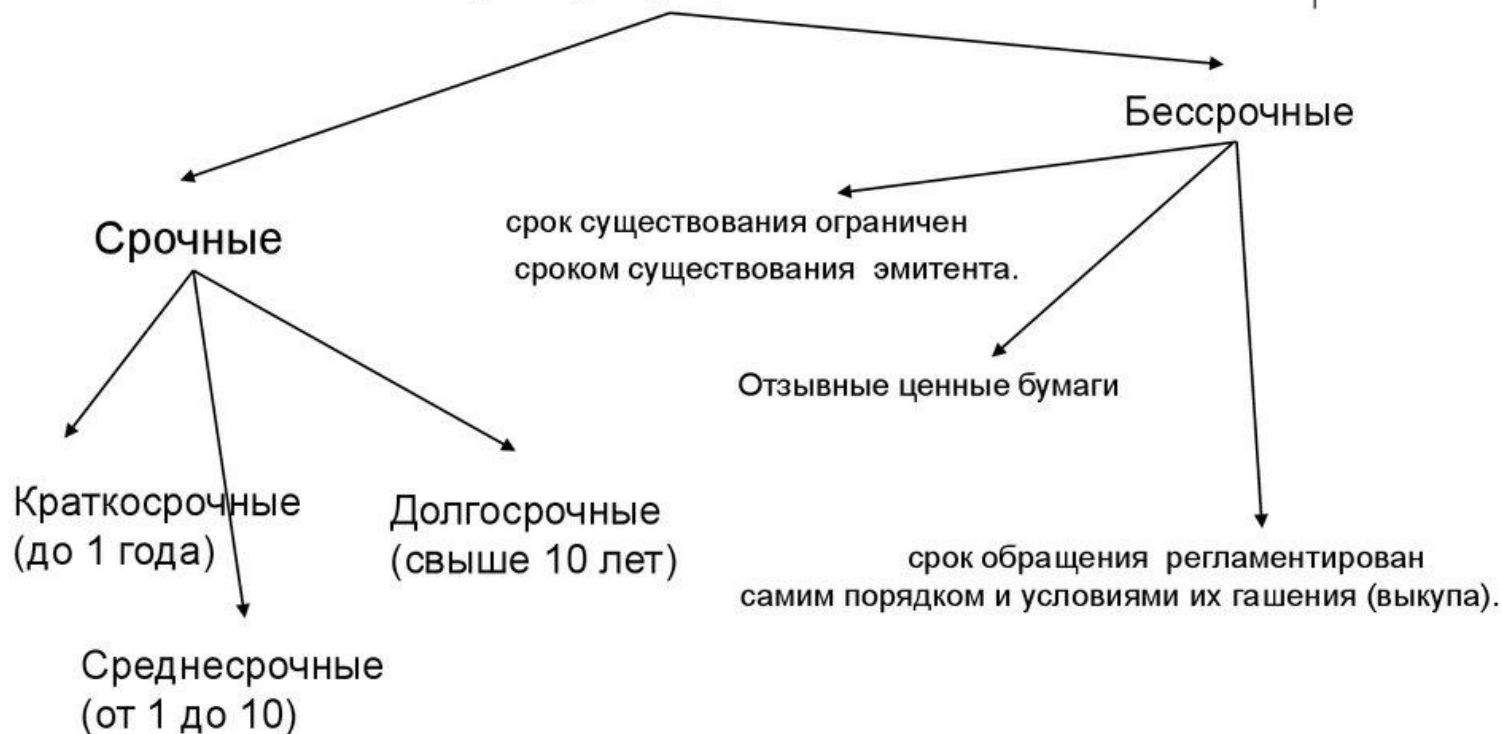 Бессрочные
Срочные
срок существования ограничен
сроком существования эмитента.
Отзывные ценные бумаги
Краткосрочные
(до 1 года)
Долгосрочные
(свыше 10 лет)
срок обращения регламентирован
самим порядком и условиями их гашения (выкупа).
Среднесрочные
(от 1 до 10)